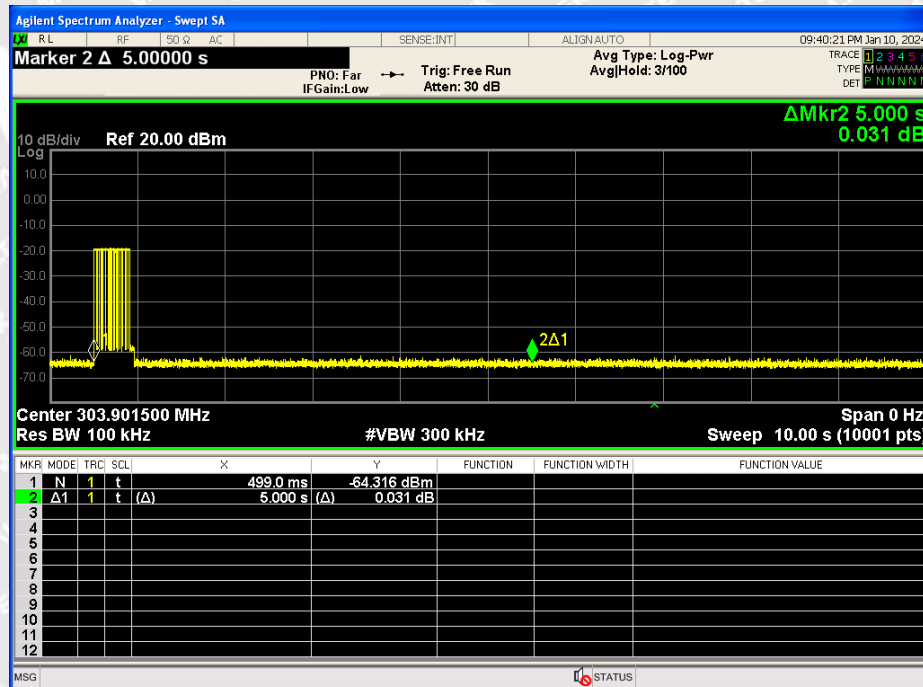 Agilent Spectrum Analyzer - Swept SA
LXI RL RF 50 Ω AC SENSE:INT ALIGN AUTO 09:40:21 PM Jan 10, 2024
Marker 2 Δ 5.00000 s
PNO: Far
IFGain:Low
Trig: Free Run
Atten: 30 dB
Avg Type: Log-Pwr
Avg|Hold: 3/100
TRACE 1 2 3 4 5
TYPE M
DET P N N N N
ΔMkr2 5.000 s
0.031 dB
10 dB/div Ref 20.00 dBm
Log
10.0
0.00
-10.0
-20.0
-30.0
-40.0
-50.0
-60.0
-70.0
2Δ1
Center 303.901500 MHz Span 0 Hz
Res BW 100 kHz #VBW 300 kHz Sweep 10.00 s (10001 pts)
MKR MODE TRC SCL X Y FUNCTION FUNCTION WIDTH FUNCTION VALUE
1 N 1 t 499.0 ms -64.316 dBm
2 Δ1 1 t (Δ) 5.000 s (Δ) 0.031 dB
3
4
5
6
7
8
9
10
11
12
MSG STATUS